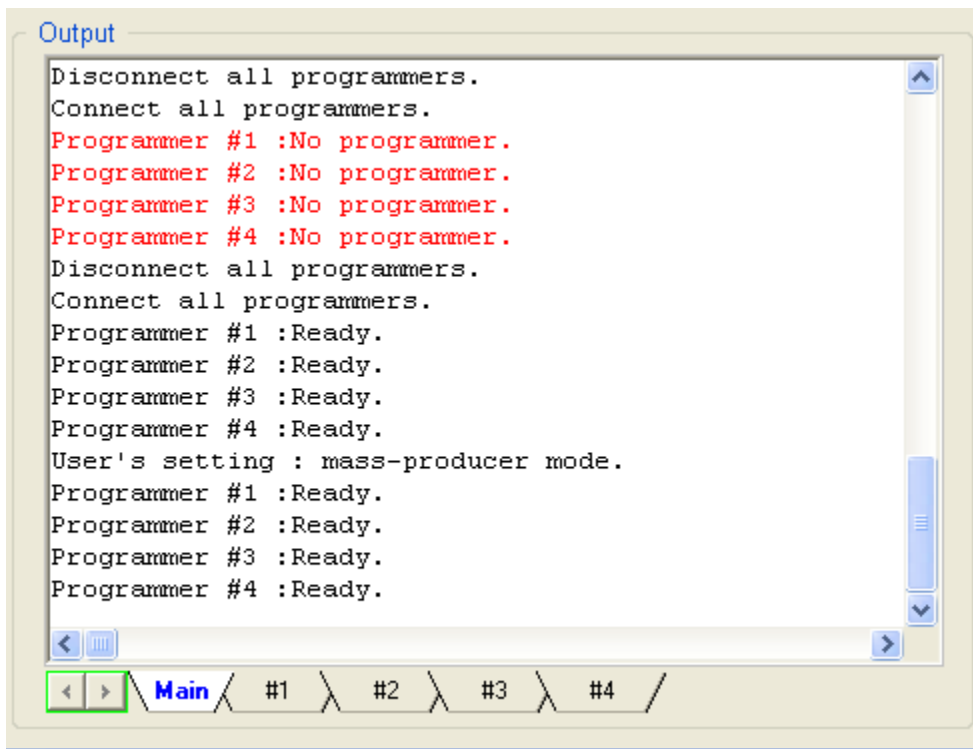 Output
Disconnect all programmers.
Connect all programmers.
Programmer #1 :No programmer.
Programmer #2 :No programmer.
Programmer #3 :No programmer.
Programmer #4 :No programmer.
Disconnect all programmers.
Connect all programmers.
Programmer #1 :Ready.
Programmer #2 :Ready.
Programmer #3 :Ready.
Programmer #4 :Ready.
User's setting : mass-producer mode.
Programmer #1 :Ready.
Programmer #2 :Ready.
Programmer #3 :Ready.
Programmer #4 :Ready.
Main #1 #2 #3 #4